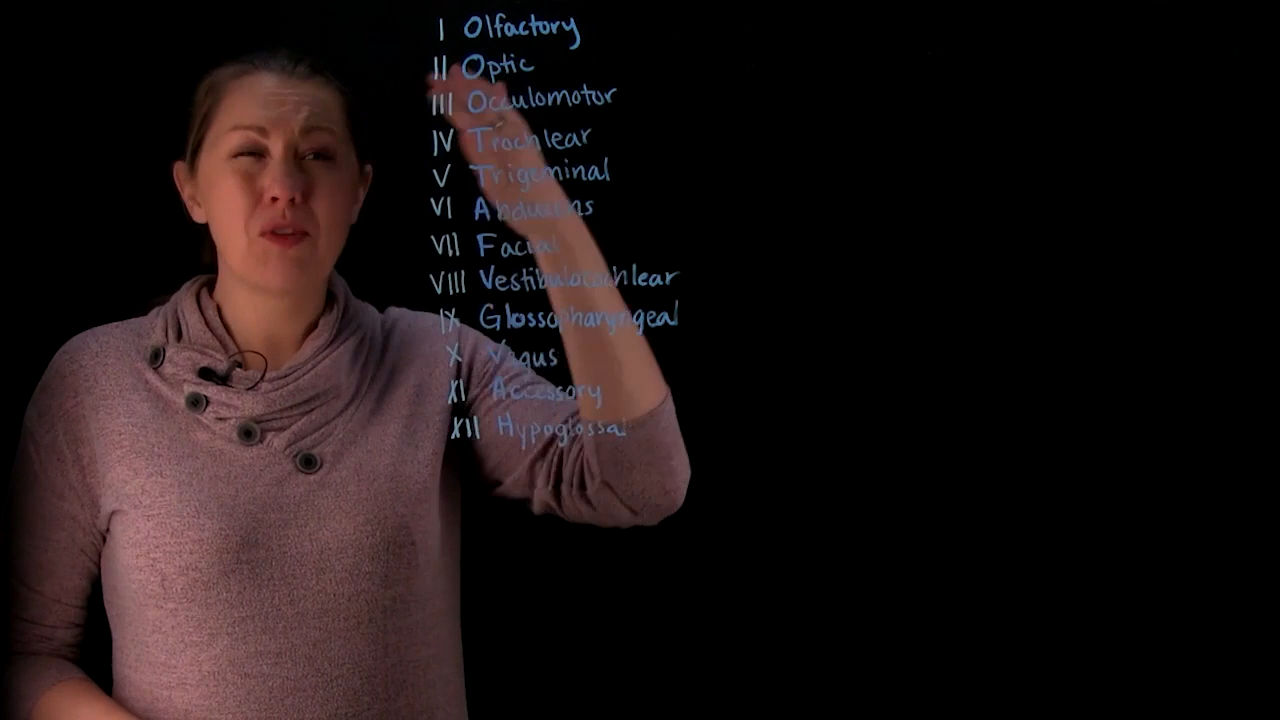 I Olfactory
II Optic
III Occulomotor
IV Trochlear
V Trigeminal
VI Abducens
VII Facial
VIII Vestibulocochlear
IX Glossopharyngeal
X Vagus
XI Accessory
XII Hypoglossal